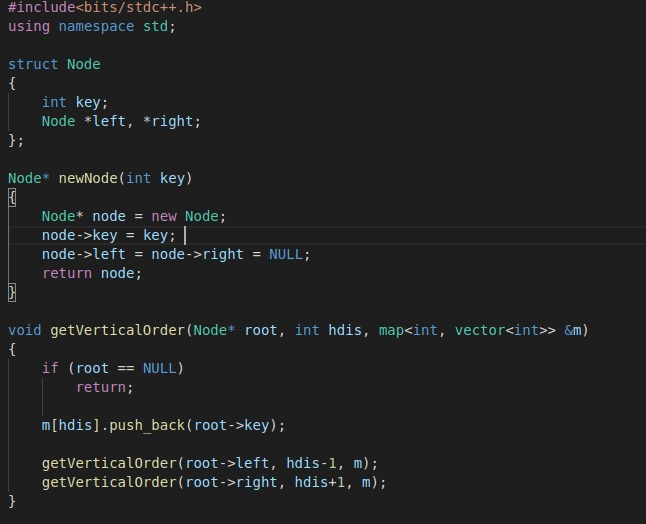 #include<bits/stdc++.h>
using namespace std;

struct Node
{
    int key;
    Node *left, *right;
};

Node* newNode(int key)
{
    Node* node = new Node;
    node->key = key;
    node->left = node->right = NULL;
    return node;
}

void getVerticalOrder(Node* root, int hdis, map<int, vector<int>> &m)
{
    if (root == NULL)
        return;

    m[hdis].push_back(root->key);

    getVerticalOrder(root->left, hdis-1, m);
    getVerticalOrder(root->right, hdis+1, m);
}